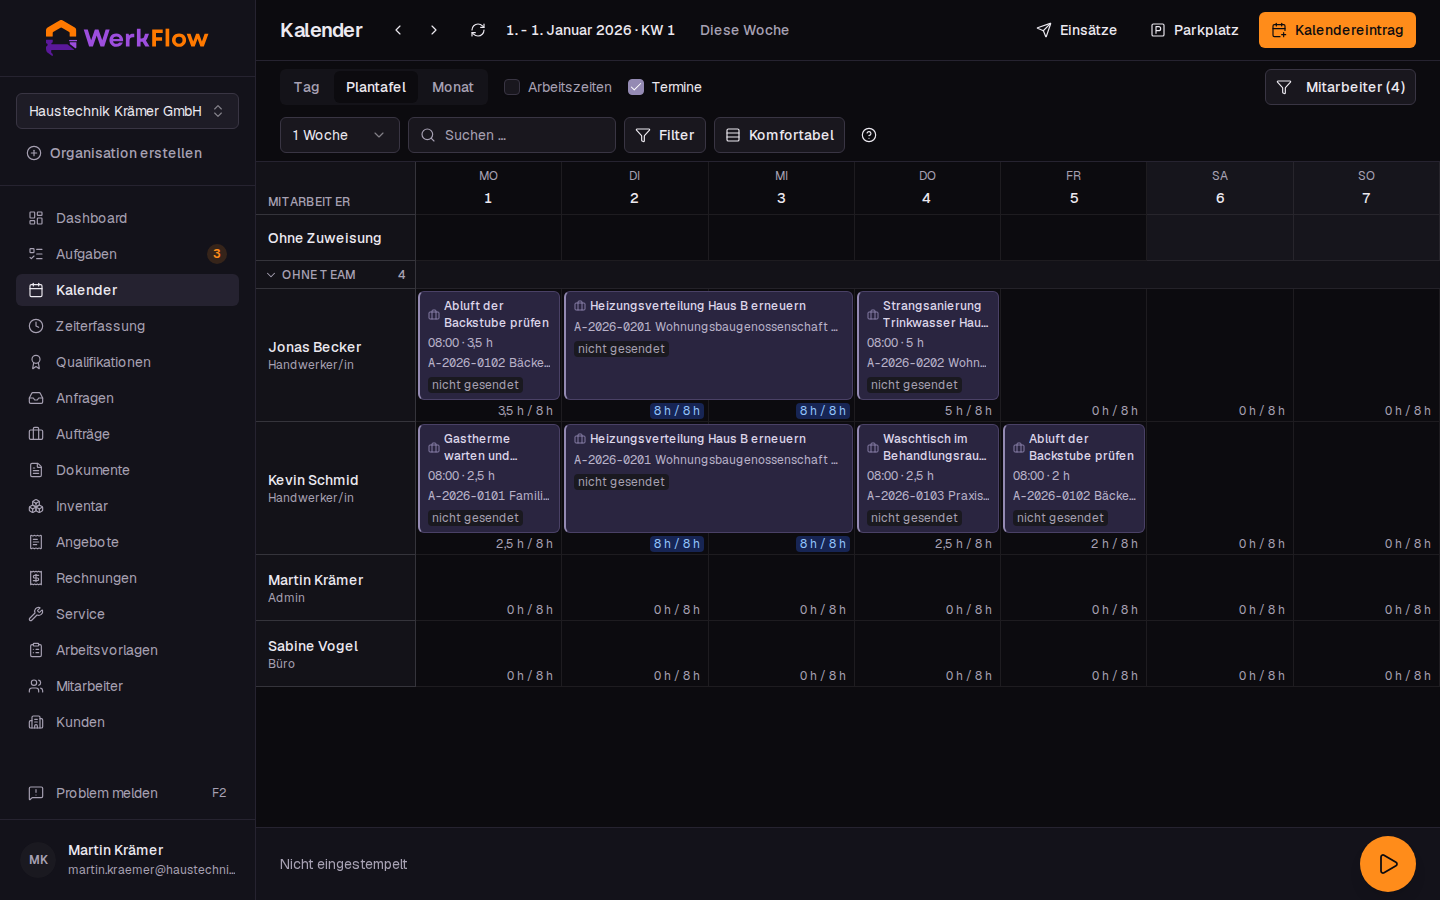 WerkFlow
Haustechnik Krämer GmbH
Organisation erstellen
Dashboard
Aufgaben 3
Kalender
Zeiterfassung
Qualifikationen
Anfragen
Aufträge
Dokumente
Inventar
Angebote
Rechnungen
Service
Arbeitsvorlagen
Mitarbeiter
Kunden
Problem melden F2
MK
Martin Krämer
martin.kraemer@haustechni…
Kalender
1. - 1. Januar 2026 · KW 1
Diese Woche
Einsätze
Parkplatz
Kalendereintrag
Tag
Plantafel
Monat
Arbeitszeiten
Termine
Mitarbeiter (4)
1 Woche
Suchen …
Filter
Komfortabel
MITARBEITER
MO
1
DI
2
MI
3
DO
4
FR
5
SA
6
SO
7
Ohne Zuweisung
OHNE TEAM 4
Jonas Becker
Handwerker/in
Abluft der
Backstube prüfen
08:00 · 3,5 h
A-2026-0102 Bäcke…
nicht gesendet
Heizungsverteilung Haus B erneuern
A-2026-0201 Wohnungsbaugenossenschaft …
nicht gesendet
Strangsanierung
Trinkwasser Hau…
08:00 · 5 h
A-2026-0202 Wohn…
nicht gesendet
3,5 h / 8 h
8 h / 8 h
8 h / 8 h
5 h / 8 h
0 h / 8 h
0 h / 8 h
0 h / 8 h
Kevin Schmid
Handwerker/in
Gastherme
warten und…
08:00 · 2,5 h
A-2026-0101 Famili…
nicht gesendet
Heizungsverteilung Haus B erneuern
A-2026-0201 Wohnungsbaugenossenschaft …
nicht gesendet
Waschtisch im
Behandlungsrau…
08:00 · 2,5 h
A-2026-0103 Praxis…
nicht gesendet
Abluft der
Backstube prüfen
08:00 · 2 h
A-2026-0102 Bäcke…
nicht gesendet
2,5 h / 8 h
8 h / 8 h
8 h / 8 h
2,5 h / 8 h
2 h / 8 h
0 h / 8 h
0 h / 8 h
Martin Krämer
Admin
0 h / 8 h
0 h / 8 h
0 h / 8 h
0 h / 8 h
0 h / 8 h
0 h / 8 h
0 h / 8 h
Sabine Vogel
Büro
0 h / 8 h
0 h / 8 h
0 h / 8 h
0 h / 8 h
0 h / 8 h
0 h / 8 h
0 h / 8 h
Nicht eingestempelt